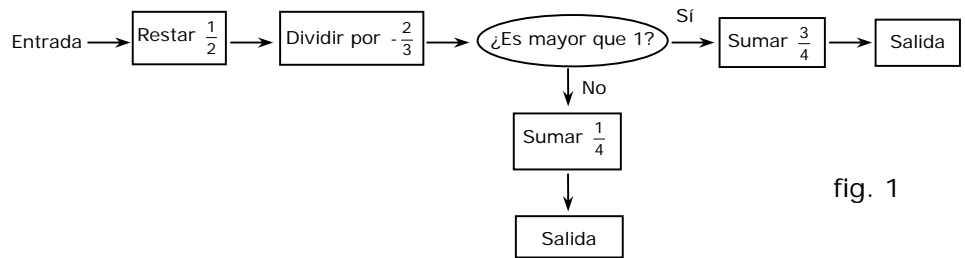 Entrada
Restar 1/2
Dividir por -2/3
¿Es mayor que 1?
Sí
Sumar 3/4
Salida
No
Sumar 1/4
Salida
fig. 1